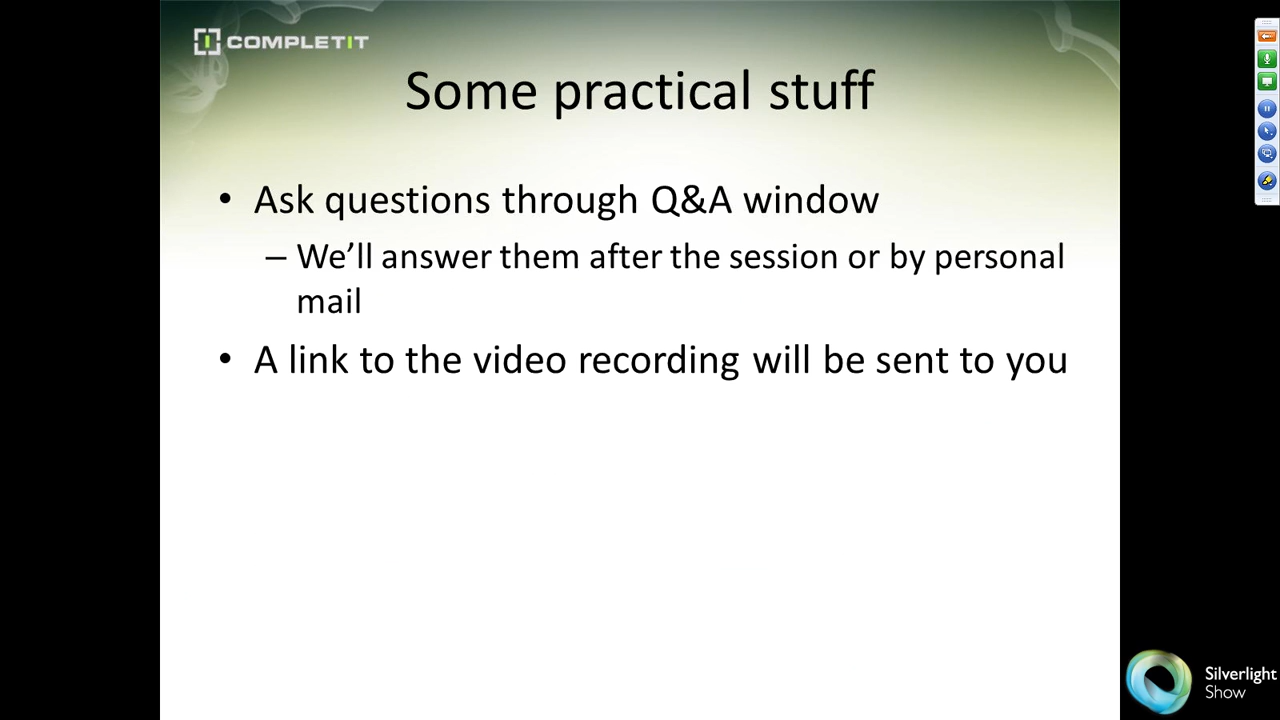 COMPLETIT
Some practical stuff
• Ask questions through Q&A window
– We’ll answer them after the session or by personal
mail
• A link to the video recording will be sent to you
Silverlight
Show